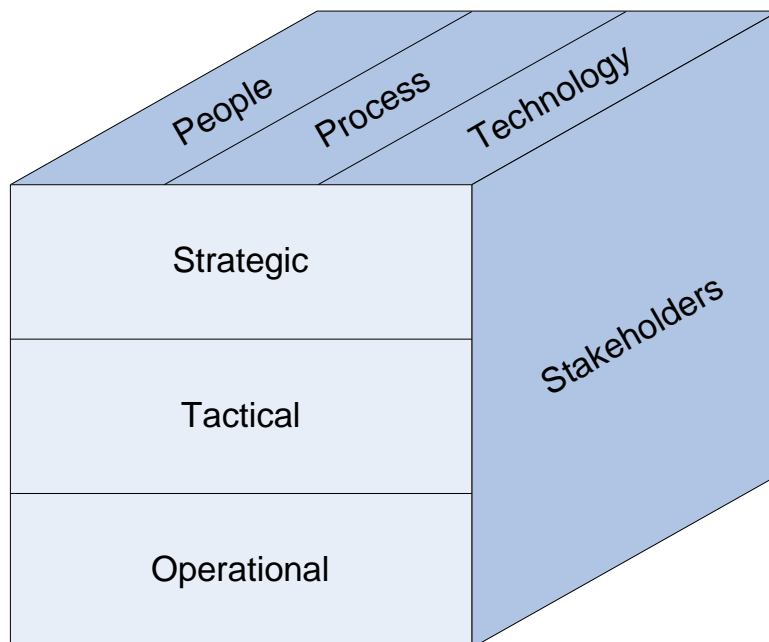 People
Process
Technology
Strategic
Tactical
Operational
Stakeholders